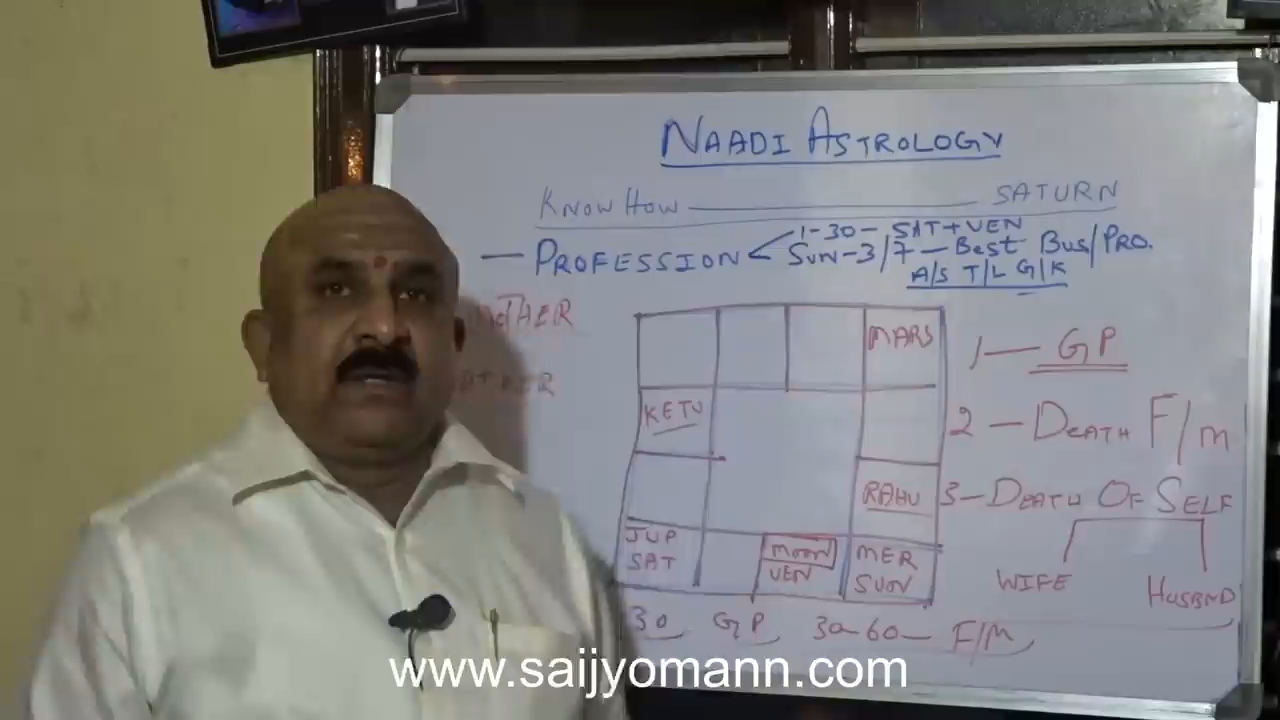 NAADI ASTROLOGY
KNOW HOW ——— SATURN
— PROFESSION < 1-30 - SAT+VEN
SUN-3/7 - BEST BUS/PRO.
A/S T/L G/K
MARS
KETU
RAHU
JUP
SAT
MOON
VEN
MER
SUN
1 — GP
2 — DEATH F/M
3 - DEATH OF SELF
WIFE HUSBND
30 GP 30-60- F/M
www.saijyomann.com